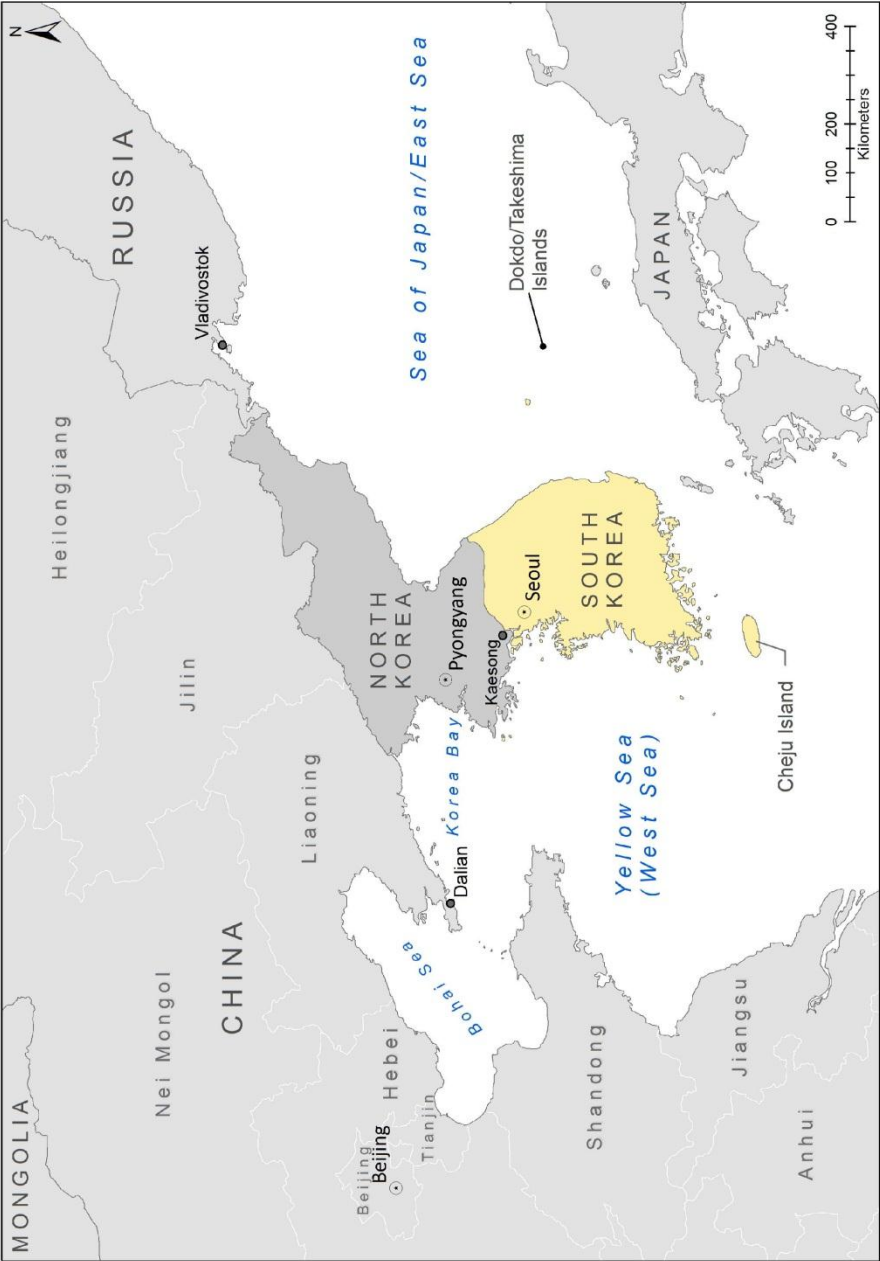 N
MONGOLIA
RUSSIA
Heilongjiang
Vladivostok
Nei Mongol
Jilin
CHINA
Liaoning
Sea of Japan/East Sea
Beijing
Beijing
Hebei
Tianjin
Bohai Sea
Dalian
Korea Bay
NORTH
KOREA
Pyongyang
Kaesong
Seoul
Dokdo/Takeshima
Islands
SOUTH
KOREA
Shandong
Yellow Sea
(West Sea)
JAPAN
Jiangsu
Anhui
Cheju Island
0 100 200 400
Kilometers